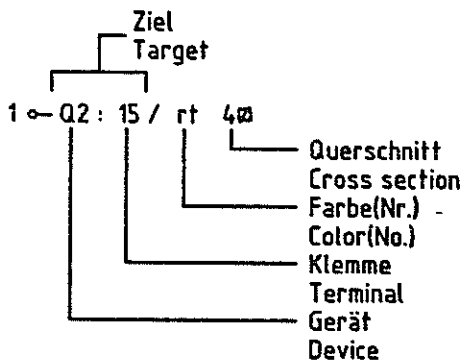 Ziel
Target
1 Q2 : 15 / rt 4⌀
Querschnitt
Cross section
Farbe(Nr.) -
Color(No.)
Klemme
Terminal
Gerät
Device